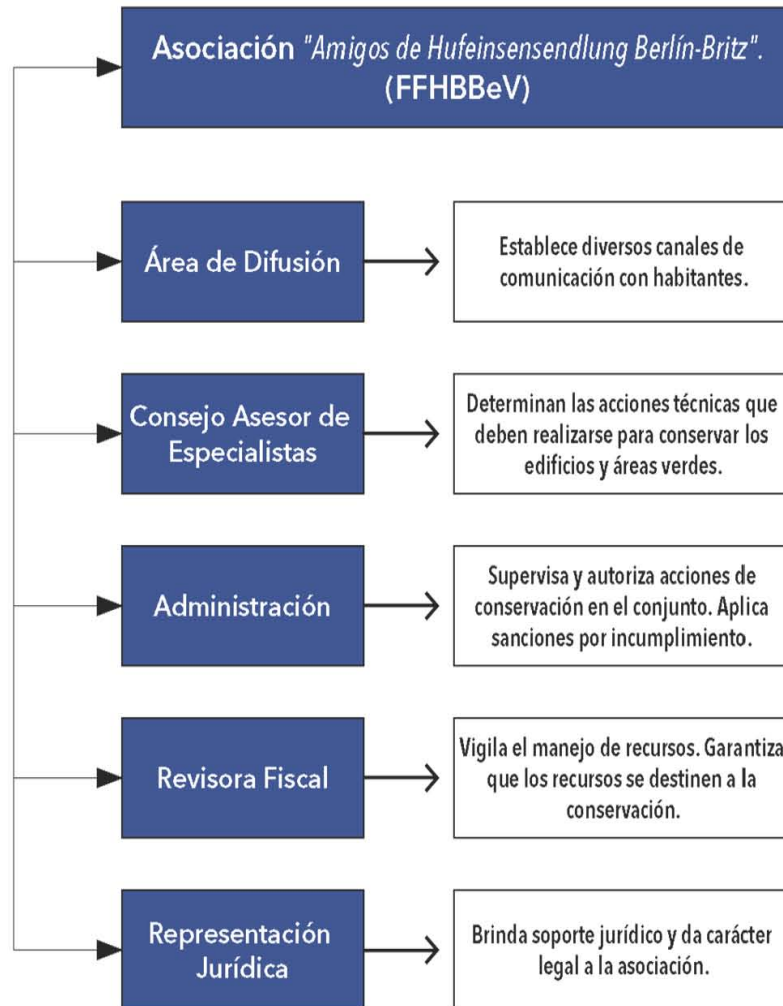 Asociación "Amigos de Hufeinsensendlung Berlín-Britz".
(FFHBBeV)
Área de Difusión
Establece diversos canales de
comunicación con habitantes.
Consejo Asesor de
Especialistas
Determinan las acciones técnicas que
deben realizarse para conservar los
edificios y áreas verdes.
Administración
Supervisa y autoriza acciones de
conservación en el conjunto. Aplica
sanciones por incumplimiento.
Revisora Fiscal
Vigila el manejo de recursos. Garantiza
que los recursos se destinen a la
conservación.
Representación
Jurídica
Brinda soporte jurídico y da carácter
legal a la asociación.